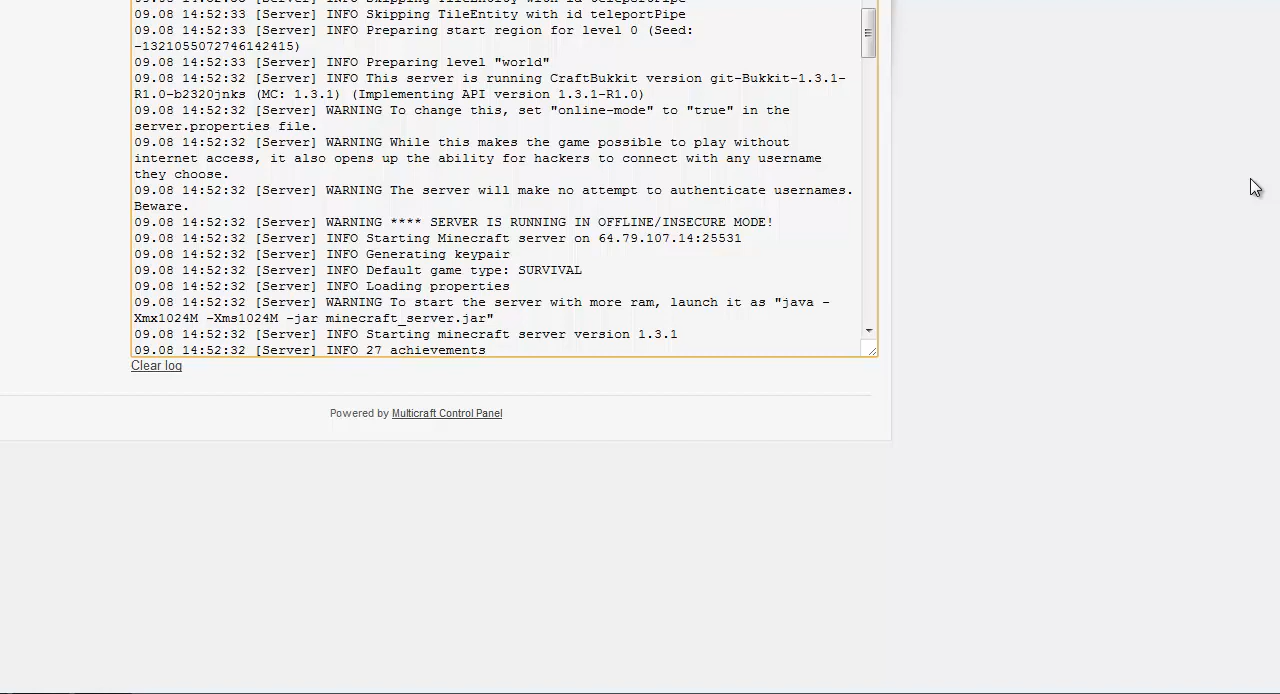 09.08 14:52:33 [Server] INFO Skipping TileEntity with id teleportPipe
09.08 14:52:33 [Server] INFO Skipping TileEntity with id teleportPipe
09.08 14:52:33 [Server] INFO Preparing start region for level 0 (Seed:
-1321055072746142415)
09.08 14:52:33 [Server] INFO Preparing level "world"
09.08 14:52:32 [Server] INFO This server is running CraftBukkit version git-Bukkit-1.3.1-
R1.0-b2320jnks (MC: 1.3.1) (Implementing API version 1.3.1-R1.0)
09.08 14:52:32 [Server] WARNING To change this, set "online-mode" to "true" in the
server.properties file.
09.08 14:52:32 [Server] WARNING While this makes the game possible to play without
internet access, it also opens up the ability for hackers to connect with any username
they choose.
09.08 14:52:32 [Server] WARNING The server will make no attempt to authenticate usernames.
Beware.
09.08 14:52:32 [Server] WARNING **** SERVER IS RUNNING IN OFFLINE/INSECURE MODE!
09.08 14:52:32 [Server] INFO Starting Minecraft server on 64.79.107.14:25531
09.08 14:52:32 [Server] INFO Generating keypair
09.08 14:52:32 [Server] INFO Default game type: SURVIVAL
09.08 14:52:32 [Server] INFO Loading properties
09.08 14:52:32 [Server] WARNING To start the server with more ram, launch it as "java -
Xmx1024M -Xms1024M -jar minecraft_server.jar"
09.08 14:52:32 [Server] INFO Starting minecraft server version 1.3.1
09.08 14:52:32 [Server] INFO 27 achievements
Clear log
Powered by Multicraft Control Panel